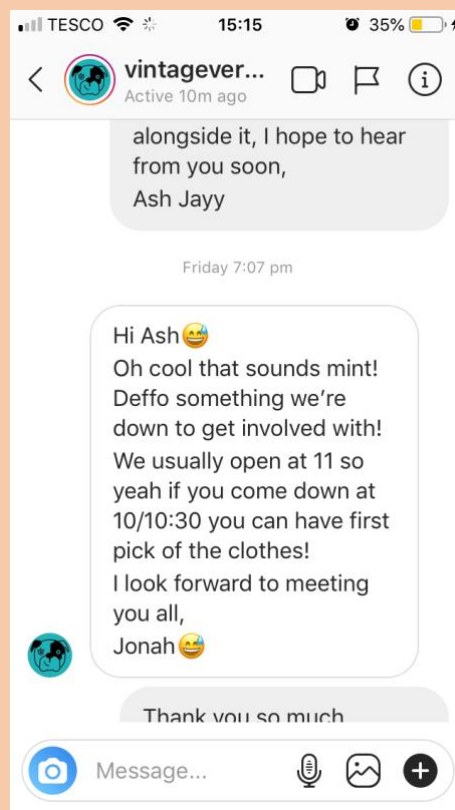 TESCO 15:15 35%
vintagever...
Active 10m ago
alongside it, I hope to hear
from you soon,
Ash Jayy
Friday 7:07 pm
Hi Ash😅
Oh cool that sounds mint!
Deffo something we're
down to get involved with!
We usually open at 11 so
yeah if you come down at
10/10:30 you can have first
pick of the clothes!
I look forward to meeting
you all,
Jonah😅
Thank you so much
Message...